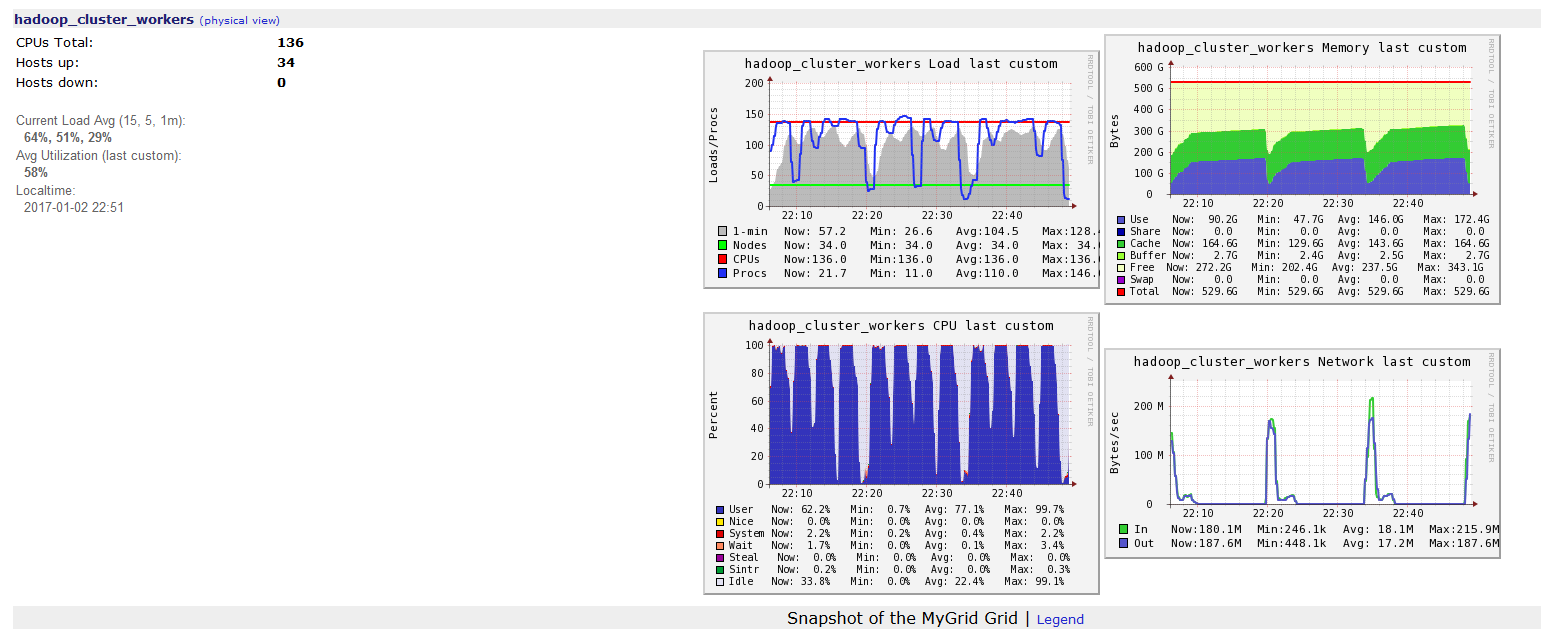 hadoop_cluster_workers (physical view)
CPUs Total: 136
Hosts up: 34
Hosts down: 0
Current Load Avg (15, 5, 1m):
64%, 51%, 29%
Avg Utilization (last custom):
58%
Localtime:
2017-01-02 22:51
hadoop_cluster_workers Load last custom
RRDTOOL / TOBI OETIKER
Loads/Procs
200
150
100
50
0
22:10 22:20 22:30 22:40
1-min Now: 57.2 Min: 26.6 Avg:104.5 Max:128.
Nodes Now: 34.0 Min: 34.0 Avg: 34.0 Max: 34.
CPUs Now:136.0 Min:136.0 Avg:136.0 Max:136.
Procs Now: 21.7 Min: 11.0 Avg:110.0 Max:146.
hadoop_cluster_workers Memory last custom
RRDTOOL / TOBI OETIKER
Bytes
600 G
500 G
400 G
300 G
200 G
100 G
0
22:10 22:20 22:30 22:40
Use Now: 90.2G Min: 47.7G Avg: 146.0G Max: 172.4G
Share Now: 0.0 Min: 0.0 Avg: 0.0 Max: 0.0
Cache Now: 164.6G Min: 129.6G Avg: 143.6G Max: 164.6G
Buffer Now: 2.7G Min: 2.4G Avg: 2.5G Max: 2.7G
Free Now: 272.2G Min: 202.4G Avg: 237.5G Max: 343.1G
Swap Now: 0.0 Min: 0.0 Avg: 0.0 Max: 0.0
Total Now: 529.6G Min: 529.6G Avg: 529.6G Max: 529.6G
hadoop_cluster_workers CPU last custom
RRDTOOL / TOBI OETIKER
Percent
100
80
60
40
20
0
22:10 22:20 22:30 22:40
User Now: 62.2% Min: 0.7% Avg: 77.1% Max: 99.7%
Nice Now: 0.0% Min: 0.0% Avg: 0.0% Max: 0.0%
System Now: 2.2% Min: 0.2% Avg: 0.4% Max: 2.2%
Wait Now: 1.7% Min: 0.0% Avg: 0.1% Max: 3.4%
Steal Now: 0.0% Min: 0.0% Avg: 0.0% Max: 0.0%
Sintr Now: 0.2% Min: 0.0% Avg: 0.0% Max: 0.3%
Idle Now: 33.8% Min: 0.0% Avg: 22.4% Max: 99.1%
hadoop_cluster_workers Network last custom
RRDTOOL / TOBI OETIKER
Bytes/sec
200 M
100 M
0
22:10 22:20 22:30 22:40
In Now:180.1M Min:246.1k Avg: 18.1M Max:215.9M
Out Now:187.6M Min:448.1k Avg: 17.2M Max:187.6M
Snapshot of the MyGrid Grid | Legend